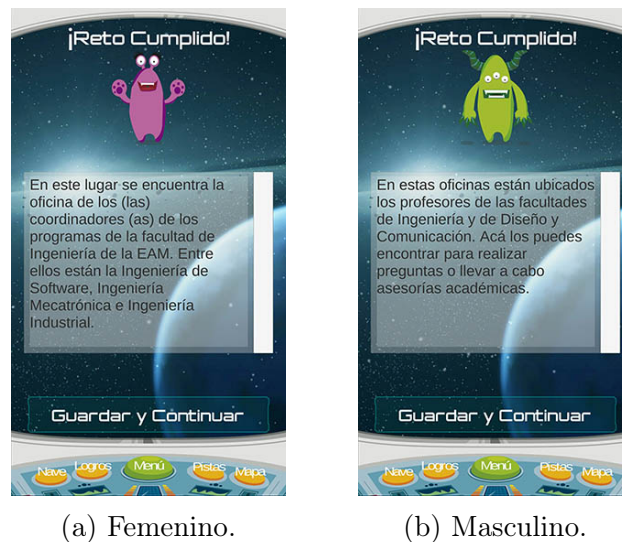 ¡Reto Cumplido!
En este lugar se encuentra la
oficina de los (las)
coordinadores (as) de los
programas de la facultad de
Ingeniería de la EAM. Entre
ellos están la Ingeniería de
Software, Ingeniería
Mecatrónica e Ingeniería
Industrial.
Guardar y Continuar
Nave Logros Menú Pistas Mapa
(a) Femenino.
¡Reto Cumplido!
En estas oficinas están ubicados
los profesores de las facultades
de Ingeniería y de Diseño y
Comunicación. Acá los puedes
encontrar para realizar
preguntas o llevar a cabo
asesorías académicas.
Guardar y Continuar
Nave Logros Menú Pistas Mapa
(b) Masculino.